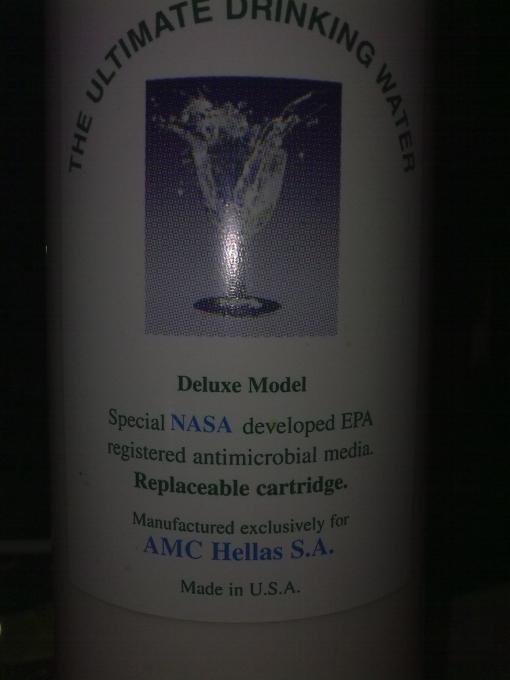 THE ULTIMATE DRINKING WATER
Deluxe Model
Special NASA developed EPA
registered antimicrobial media.
Replaceable cartridge.
Manufactured exclusively for
AMC Hellas S.A.
Made in U.S.A.